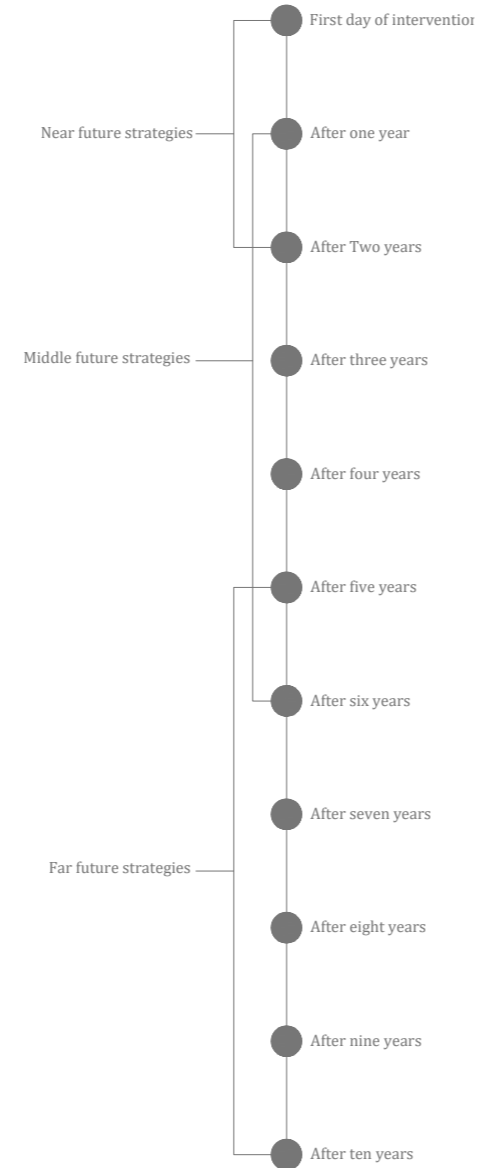 First day of intervention
Near future strategies
After one year
After Two years
Middle future strategies
After three years
After four years
After five years
After six years
After seven years
Far future strategies
After eight years
After nine years
After ten years